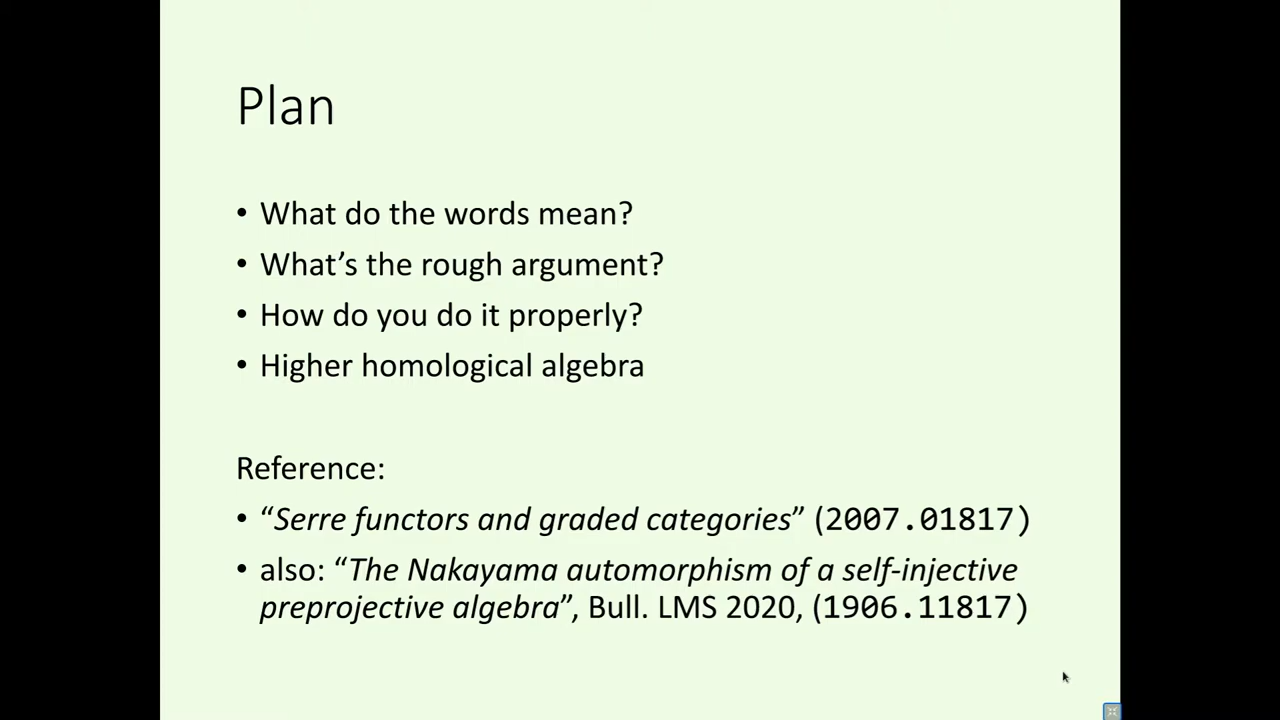 Plan
• What do the words mean?
• What’s the rough argument?
• How do you do it properly?
• Higher homological algebra
Reference:
• “Serre functors and graded categories” (2007.01817)
• also: “The Nakayama automorphism of a self-injective
preprojective algebra”, Bull. LMS 2020, (1906.11817)